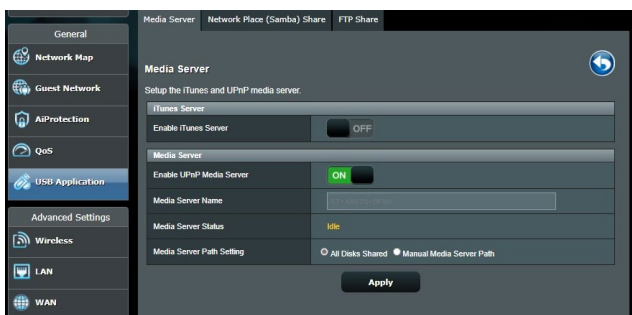 Media Server
Network Place (Samba) Share
FTP Share
General
Network Map
Guest Network
AiProtection
QoS
USB Application
Advanced Settings
Wireless
LAN
WAN
Media Server
Setup the iTunes and UPnP media server.
iTunes Server
Enable iTunes Server
OFF
Media Server
Enable UPnP Media Server
ON
Media Server Name
Media Server Status
Idle
Media Server Path Setting
All Disks Shared
Manual Media Server Path
Apply